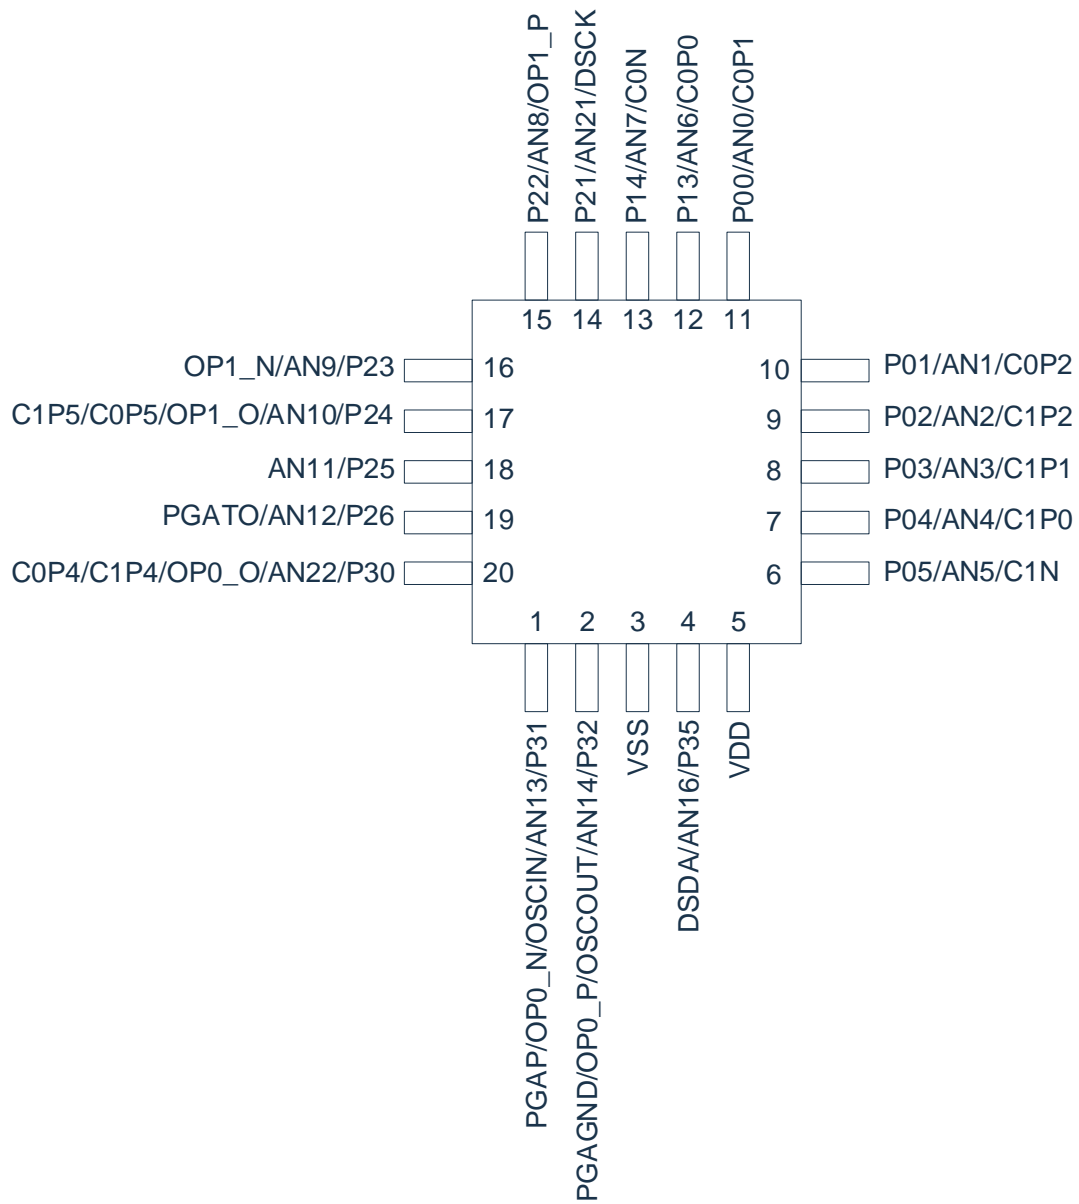 P22/AN8/OP1_P
P21/AN21/DSCK
P14/AN7/C0N
P13/AN6/C0P0
P00/AN0/C0P1
15
14
13
12
11
OP1_N/AN9/P23
16
10
P01/AN1/C0P2
C1P5/C0P5/OP1_O/AN10/P24
17
9
P02/AN2/C1P2
AN11/P25
18
8
P03/AN3/C1P1
PGATO/AN12/P26
19
7
P04/AN4/C1P0
C0P4/C1P4/OP0_O/AN22/P30
20
6
P05/AN5/C1N
1
2
3
4
5
PGAP/OP0_N/OSCIN/AN13/P31
PGAGND/OP0_P/OSCOUT/AN14/P32
VSS
DSDA/AN16/P35
VDD